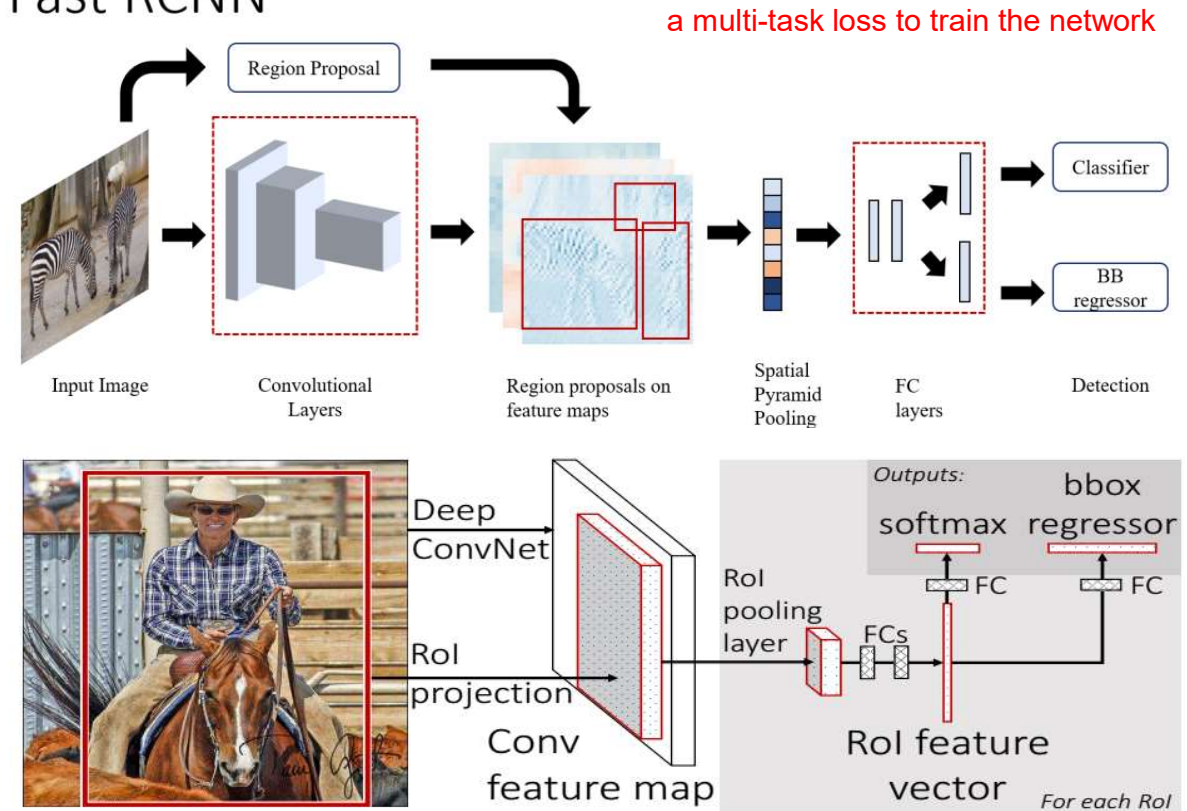 Fast RCNN
a multi-task loss to train the network
Region Proposal
Classifier
BB
regressor
Input Image
Convolutional
Layers
Region proposals on
feature maps
Spatial
Pyramid
Pooling
FC
layers
Detection
Deep
ConvNet
RoI
projection
Conv
feature map
RoI
pooling
layer
FCs
Outputs:
softmax
bbox
regressor
FC
FC
RoI feature
vector
For each RoI